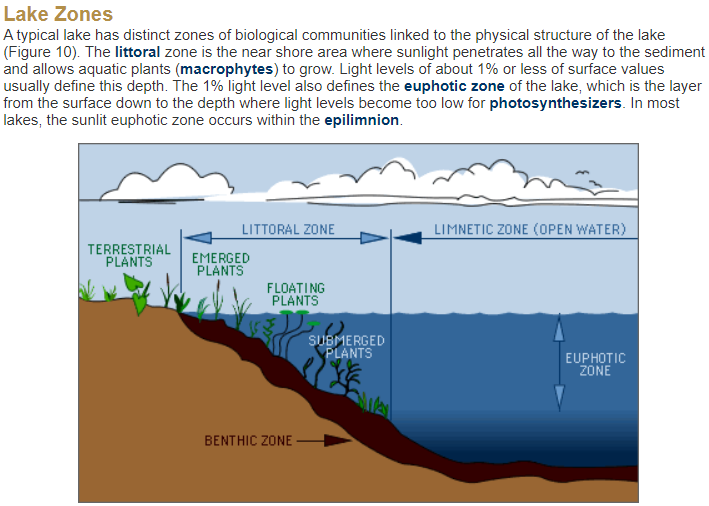 Lake Zones
A typical lake has distinct zones of biological communities linked to the physical structure of the lake
(Figure 10). The littoral zone is the near shore area where sunlight penetrates all the way to the sediment
and allows aquatic plants (macrophytes) to grow. Light levels of about 1% or less of surface values
usually define this depth. The 1% light level also defines the euphotic zone of the lake, which is the layer
from the surface down to the depth where light levels become too low for photosynthesizers. In most
lakes, the sunlit euphotic zone occurs within the epilimnion.
LITTORAL ZONE
LIMNETIC ZONE (OPEN WATER)
TERRESTRIAL
PLANTS
EMERGED
PLANTS
FLOATING
PLANTS
SUBMERGED
PLANTS
EUPHOTIC
ZONE
BENTHIC ZONE